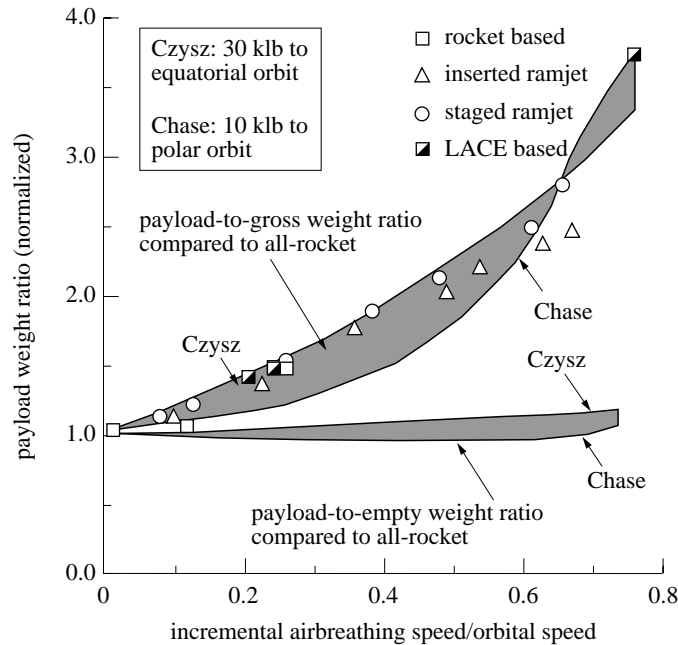 4.0
3.0
2.0
1.0
0.0
payload weight ratio (normalized)
Czysz: 30 klb to
equatorial orbit
Chase: 10 klb to
polar orbit
rocket based
inserted ramjet
staged ramjet
LACE based
payload-to-gross weight ratio
compared to all-rocket
Czysz
Chase
Czysz
Chase
payload-to-empty weight ratio
compared to all-rocket
0 0.2 0.4 0.6 0.8
incremental airbreathing speed/orbital speed